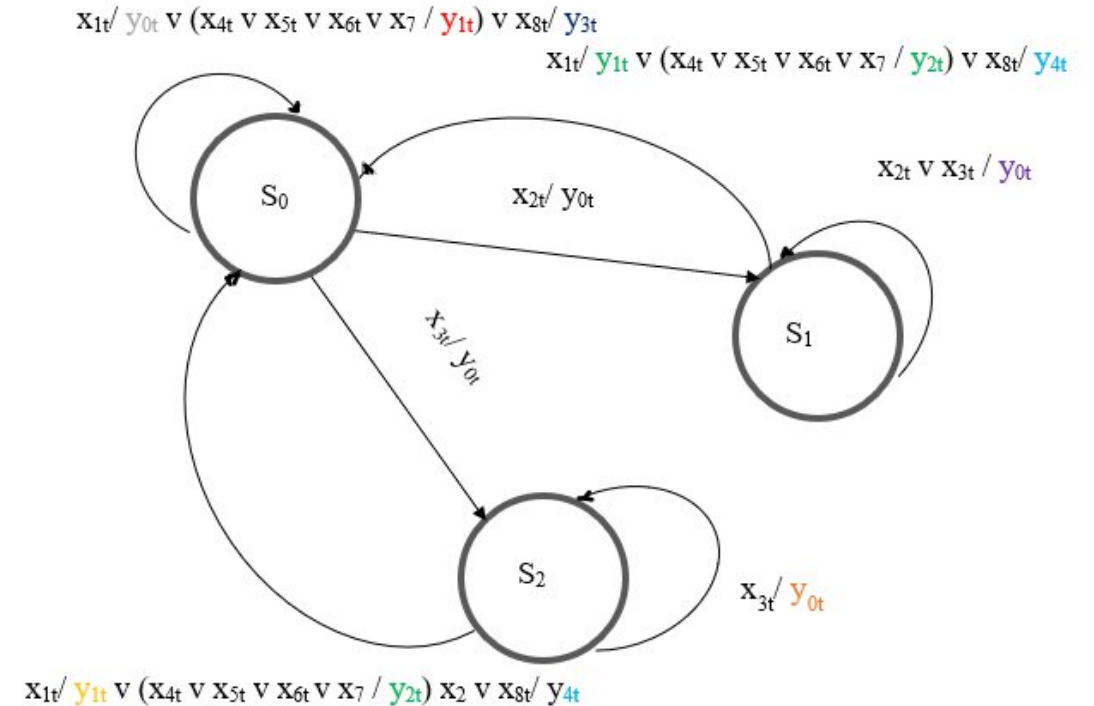 x1t/ y0t v (x4t v x5t v x6t v x7 / y1t) v x8t/ y3t
x1t/ y1t v (x4t v x5t v x6t v x7 / y2t) v x8t/ y4t
x2t v x3t / y0t
S0
x2t/ y0t
S1
x3t/ y0t
S2
x3t/ y0t
x1t/ y1t v (x4t v x5t v x6t v x7 / y2t) x2 v x8t/ y4t